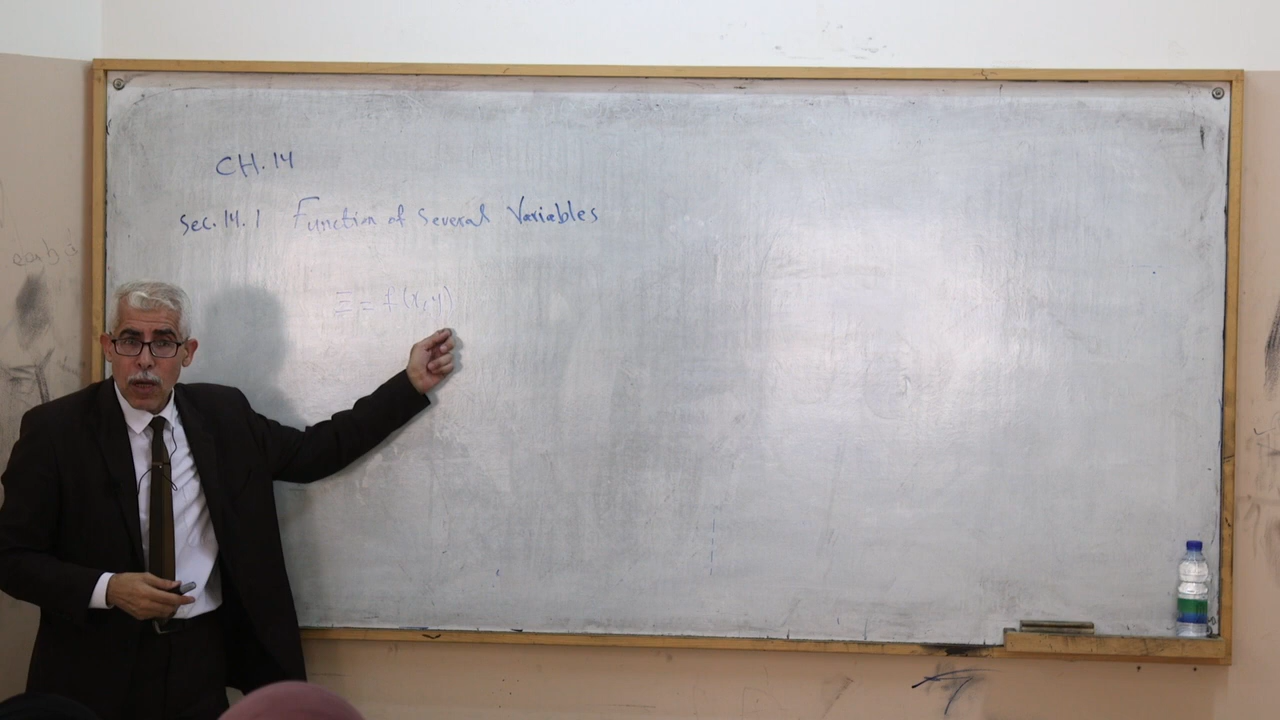 CH.14
Sec. 14.1 Function of Several Variables
Z = f(x,y)